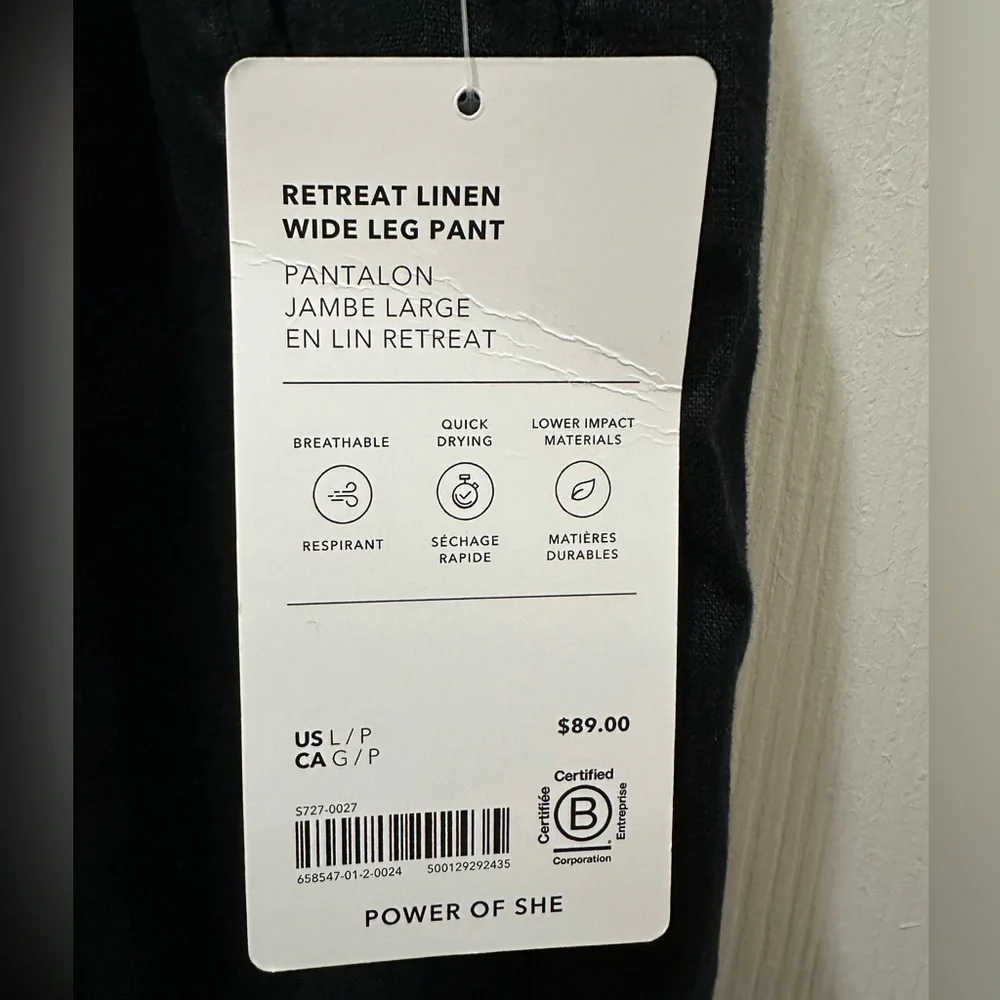 RETREAT LINEN
WIDE LEG PANT
PANTALON
JAMBE LARGE
EN LIN RETREAT
BREATHABLE
RESPIRANT
QUICK
DRYING
SÉCHAGE
RAPIDE
LOWER IMPACT
MATERIALS
MATIÈRES
DURABLES
US L / P
CA G / P
$89.00
S727-0027
658547-01-2-0024 500129292435
Certified
Certifiée
B
Entreprise
Corporation
POWER OF SHE